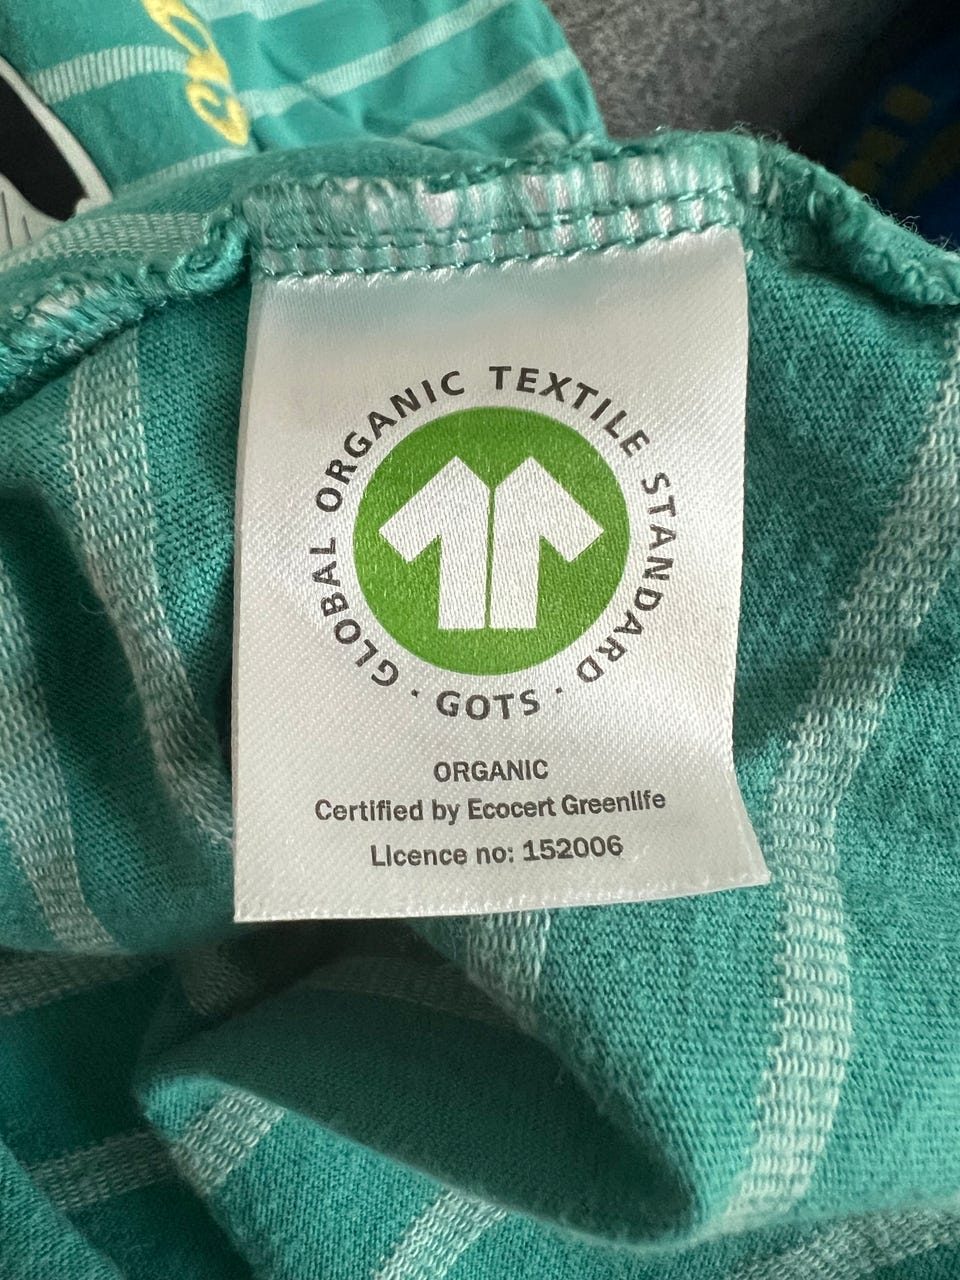 GLOBAL ORGANIC TEXTILE STANDARD · GOTS ·
ORGANIC
Certified by Ecocert Greenlife
Licence no: 152006